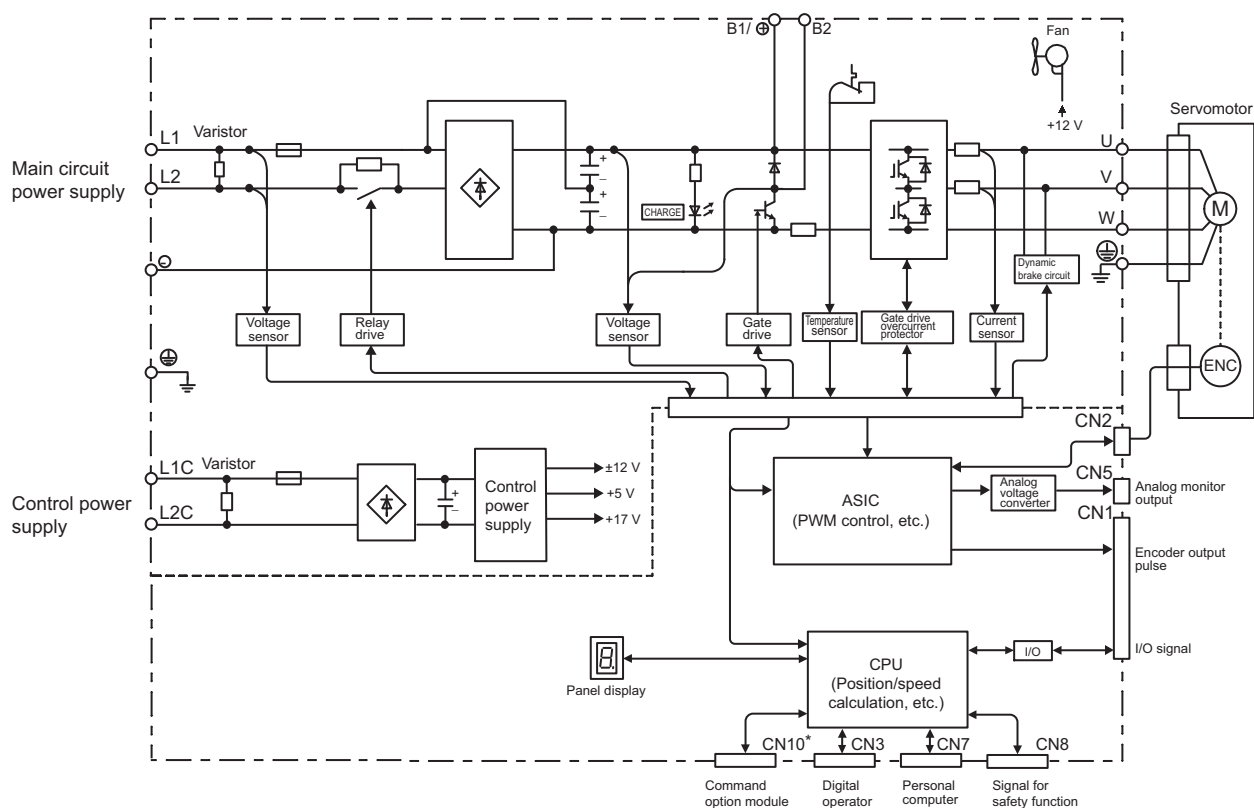 B1/ ⊕
B2
Fan
+12 V
Servomotor
Main circuit
power supply
L1
Varistor
L2
U
V
W
M
+
–
+
–
CHARGE
Dynamic
brake circuit
Voltage
sensor
Relay
drive
Voltage
sensor
Gate
drive
Temperature
sensor
Gate drive
overcurrent
protector
Current
sensor
ENC
CN2
Control power
supply
L1C
Varistor
L2C
+
–
Control
power
supply
±12 V
+5 V
+17 V
ASIC
(PWM control, etc.)
Analog
voltage
converter
CN5
Analog monitor
output
CN1
Encoder output
pulse
8.
Panel display
CPU
(Position/speed
calculation, etc.)
I/O
I/O signal
CN10*
CN3
CN7
CN8
Command
option module
Digital
operator
Personal
computer
Signal for
safety function